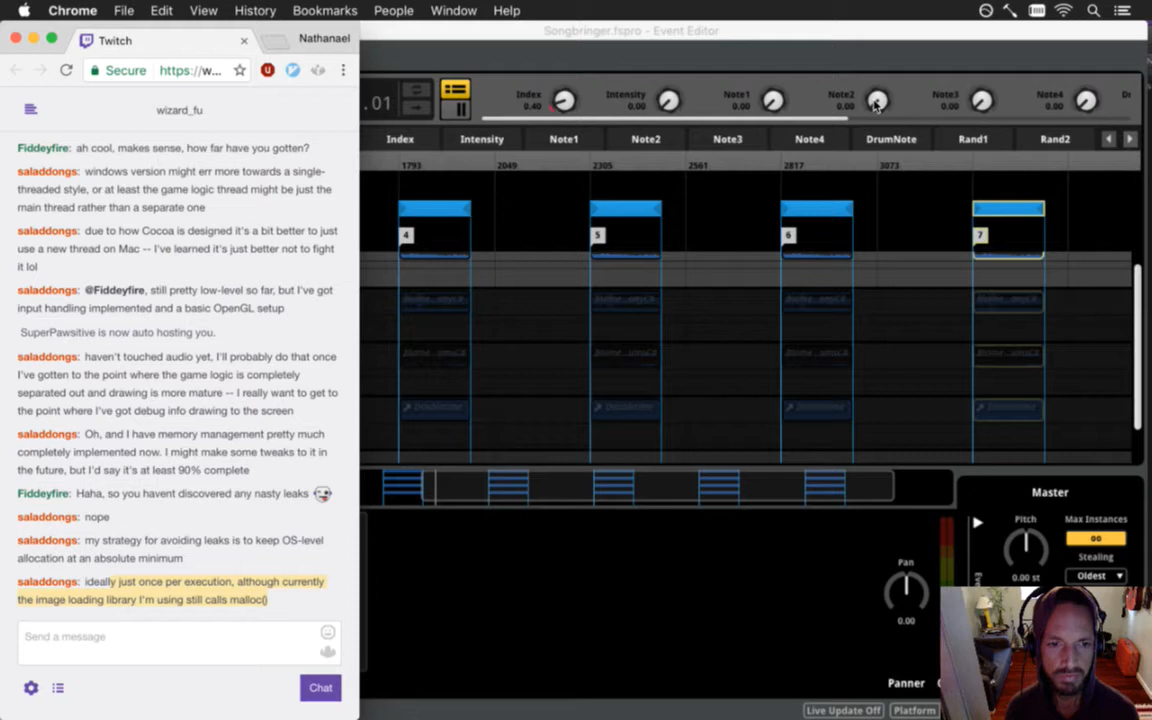 Chrome File Edit View History Bookmarks People Window Help
Songbringer.fspro - Event Editor
Twitch
Nathanael
Secure https://w...
wizard_fu
Fiddeyfire: ah cool, makes sense, how far have you gotten?
saladdongs: windows version might err more towards a single-
threaded style, or at least the game logic thread might be just the
main thread rather than a separate one
saladdongs: due to how Cocoa is designed it's a bit better to just
use a new thread on Mac -- I've learned it's just better not to fight
it lol
saladdongs: @Fiddeyfire, still pretty low-level so far, but I've got
input handling implemented and a basic OpenGL setup
SuperPawsitive is now auto hosting you.
saladdongs: haven't touched audio yet, I'll probably do that once
I've gotten to the point where the game logic is completely
separated out and drawing is more mature -- I really want to get to
the point where I've got debug info drawing to the screen
saladdongs: Oh, and I have memory management pretty much
completely implemented now. I might make some tweaks to it in
the future, but I'd say it's at least 90% complete
Fiddeyfire: Haha, so you havent discovered any nasty leaks
saladdongs: nope
saladdongs: my strategy for avoiding leaks is to keep OS-level
allocation at an absolute minimum
saladdongs: ideally just once per execution, although currently
the image loading library I'm using still calls malloc()
Send a message
Chat
.01
Index Intensity Note1 Note2 Note3 Note4
0.40 0.00 0.00 0.00 0.00 0.00
Index Intensity Note1 Note2 Note3 Note4 DrumNote Rand1 Rand2
1793 2049 2305 2561 2817 3073
4 5 6 7
Master
Pitch Max Instances
Stealing
0.00 st Oldest
Pan
0.00
Panner
Live Update Off Platform